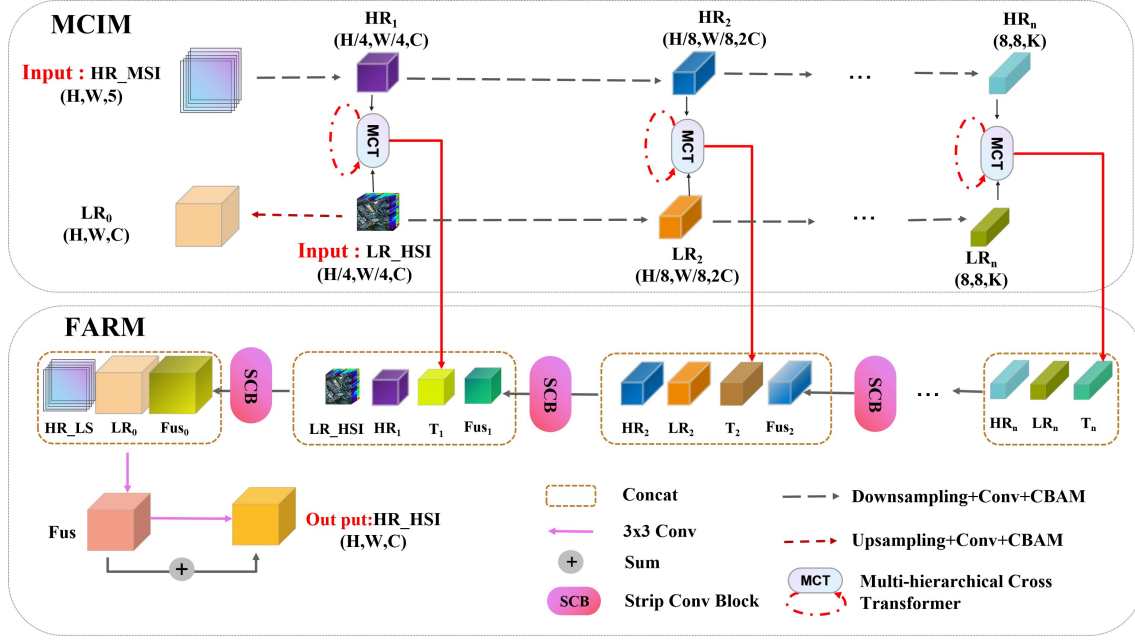 MCIM
HR₁
(H/4,W/4,C)
HR₂
(H/8,W/8,2C)
HRₙ
(8,8,K)
Input : HR_MSI
(H,W,5)
...
MCT
MCT
MCT
LR₀
(H,W,C)
...
Input : LR_HSI
(H/4,W/4,C)
LR₂
(H/8,W/8,2C)
LRₙ
(8,8,K)
FARM
SCB
SCB
SCB
...
HR_LS LR₀ Fus₀
LR_HSI HR₁ T₁ Fus₁
HR₂ LR₂ T₂ Fus₂
HRₙ LRₙ Tₙ
Fus
Out put:HR_HSI
(H,W,C)
Concat
3x3 Conv
+
+
Sum
SCB Strip Conv Block
Downsampling+Conv+CBAM
Upsampling+Conv+CBAM
MCT Multi-hierarchical Cross
Transformer